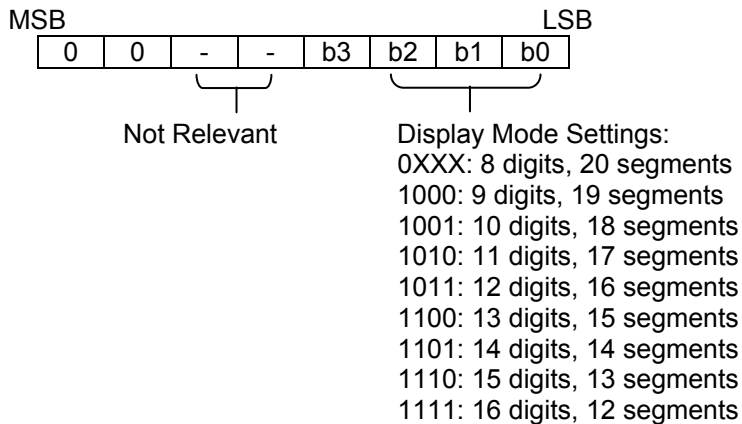 MSB LSB
0 0 - - b3 b2 b1 b0
Not Relevant Display Mode Settings:
0XXX: 8 digits, 20 segments
1000: 9 digits, 19 segments
1001: 10 digits, 18 segments
1010: 11 digits, 17 segments
1011: 12 digits, 16 segments
1100: 13 digits, 15 segments
1101: 14 digits, 14 segments
1110: 15 digits, 13 segments
1111: 16 digits, 12 segments